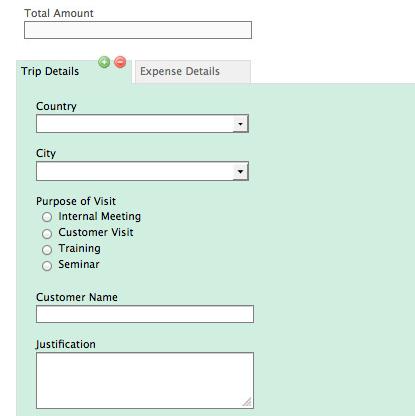 Total Amount
Trip Details
Expense Details
Country
City
Purpose of Visit
Internal Meeting
Customer Visit
Training
Seminar
Customer Name
Justification